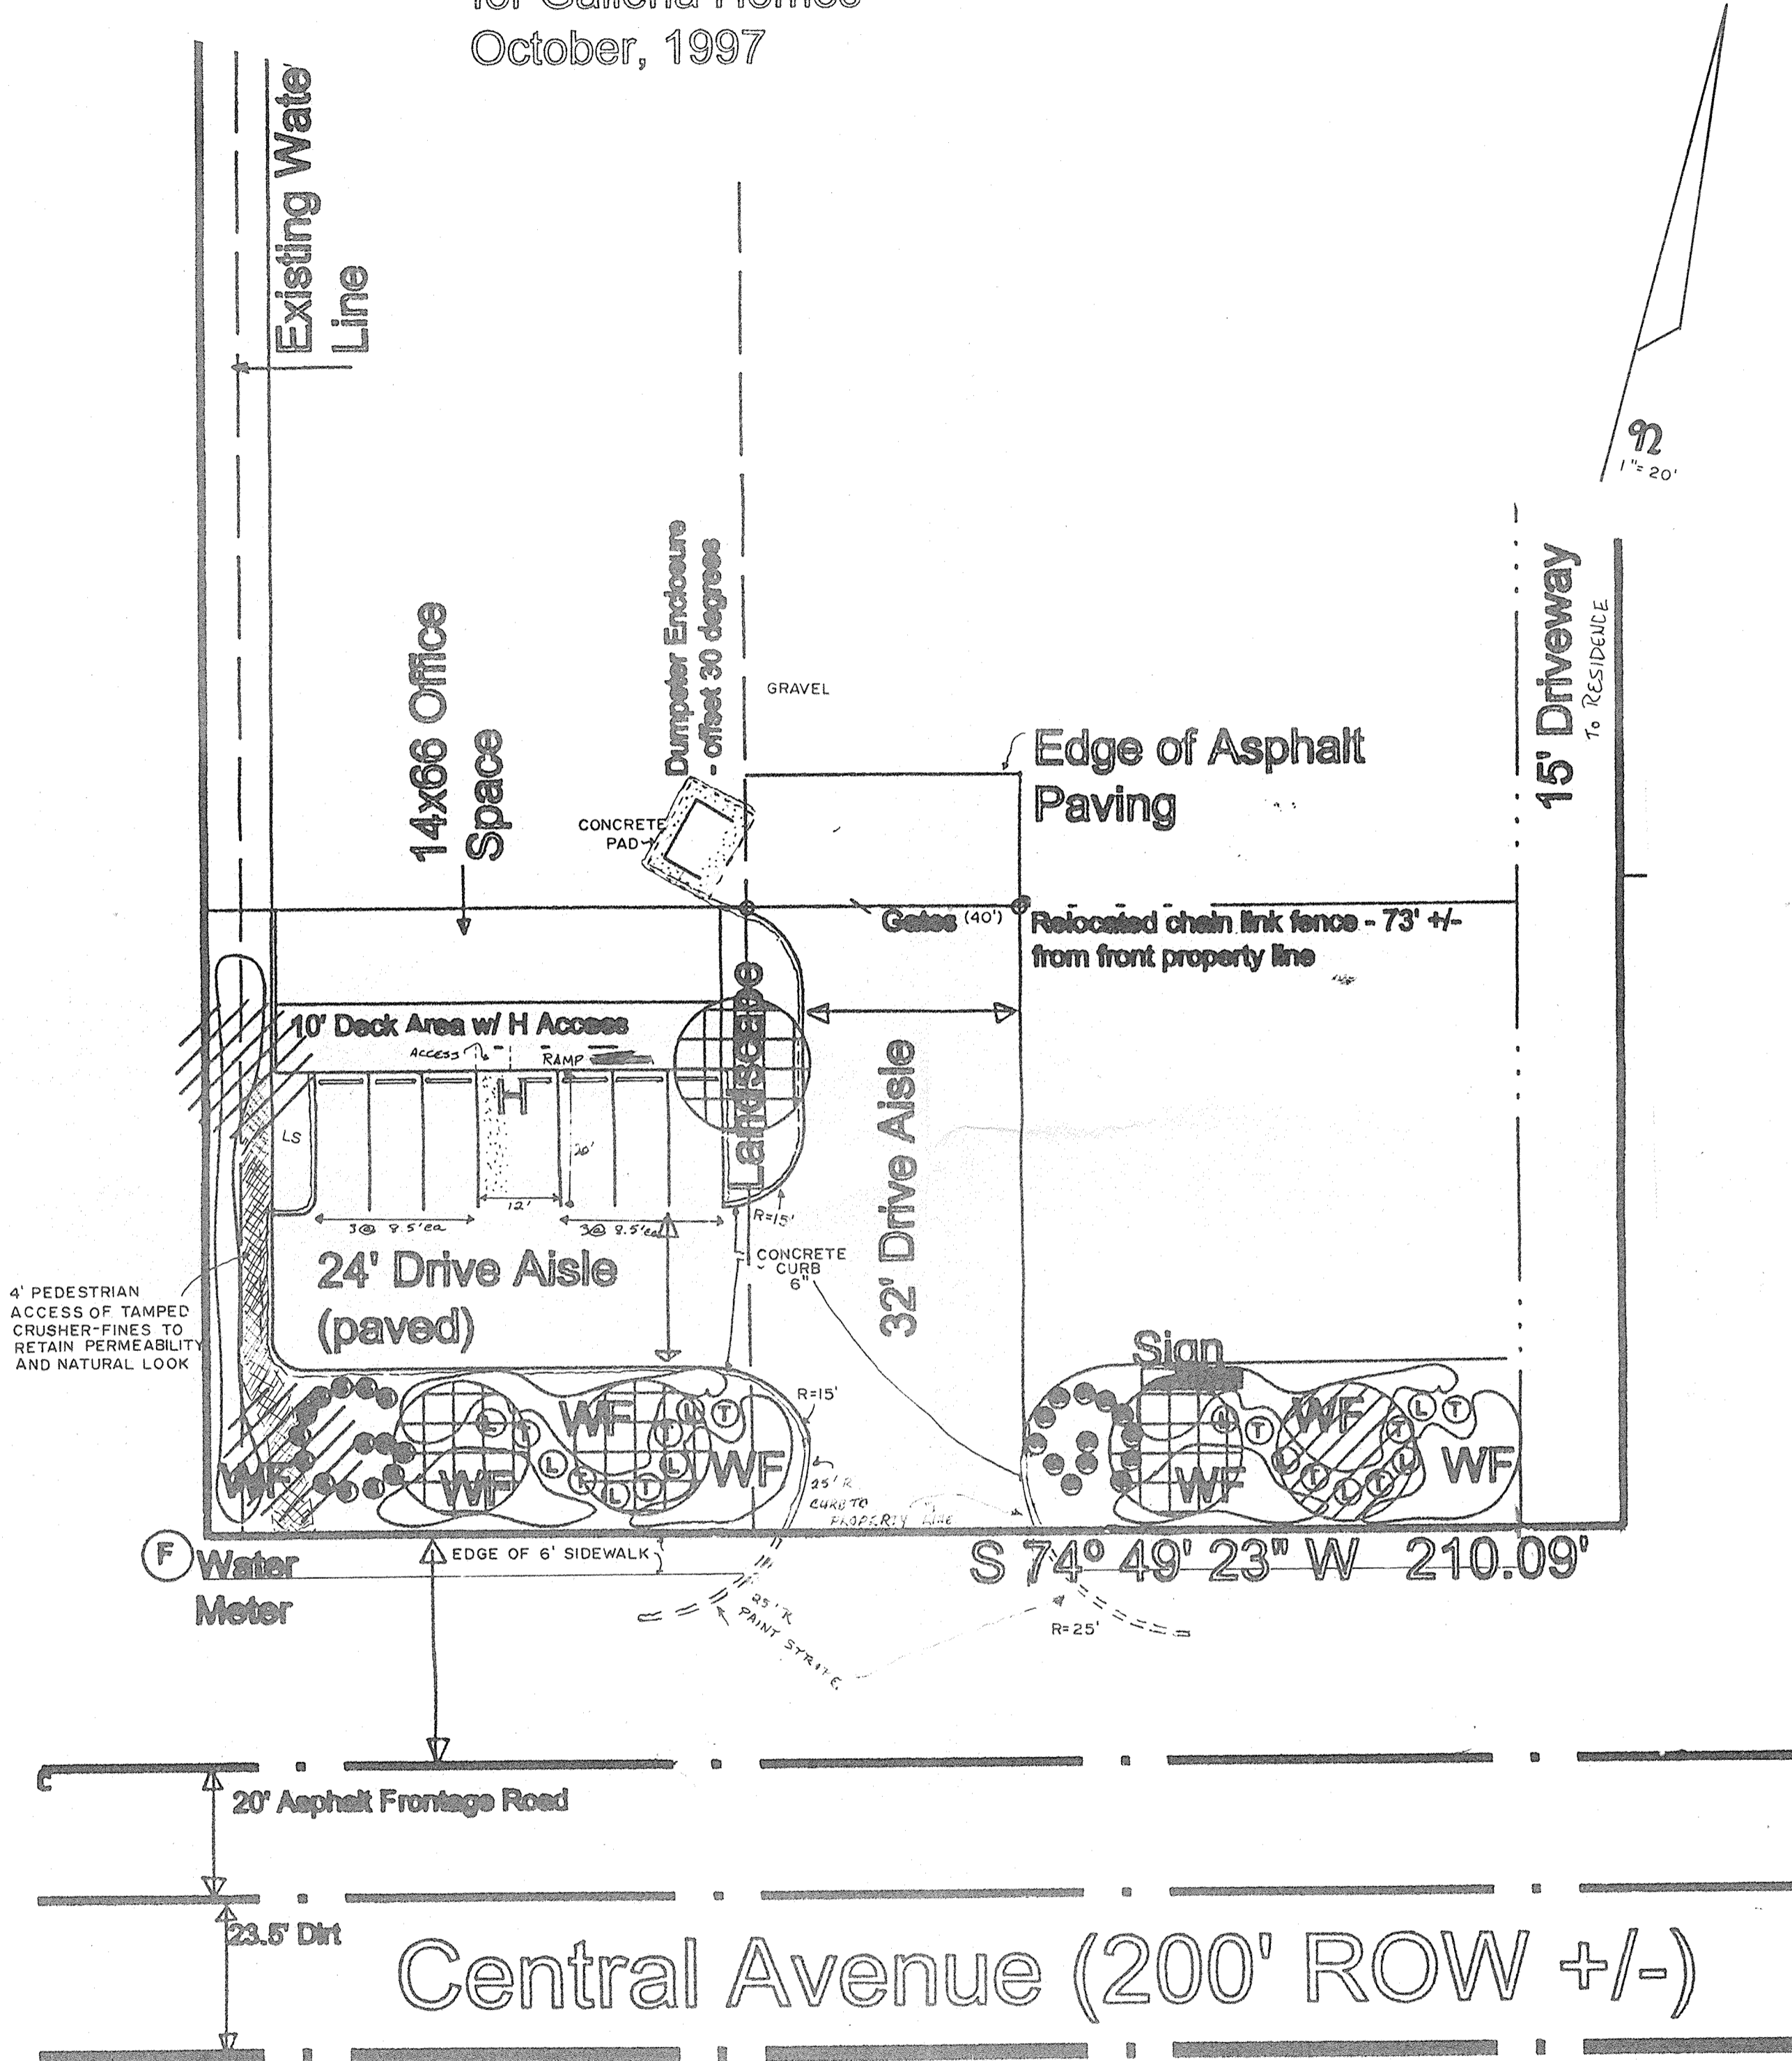 for Galleria Homes
October, 1997
Existing Wate
Line
n
1"=20'
14x66 Office
Space
Dumpster Enclosure
- offset 30 degrees
GRAVEL
15' Driveway
To RESIDENCE
Edge of Asphalt
Paving
CONCRETE
PAD
Gates (40')
Relocated chain link fence - 73' +/-
from front property line
10' Deck Area w/ H Access
ACCESS
RAMP
H
LS
20'
12'
3@ 8.5'ea
3@ 8.5'ea
Landscape
R=15'
32' Drive Aisle
24' Drive Aisle
(paved)
CONCRETE
CURB
6"
4' PEDESTRIAN
ACCESS OF TAMPED
CRUSHER-FINES TO
RETAIN PERMEABILITY
AND NATURAL LOOK
Sign
R=15'
WF
L
T
L
T
WF
WF
WF
L
T
L
T
L
T
25' R
CURB TO
PROPERTY LINE
WF
L
T
L
T
WF
WF
T
L
L
T
L
T
F
Water
Meter
EDGE OF 6' SIDEWALK
S 74º 49' 23" W 210.09'
25' R
PAINT STRIPE
R=25'
20' Asphalt Frontage Road
23.5' Dirt
Central Avenue (200' ROW +/-)